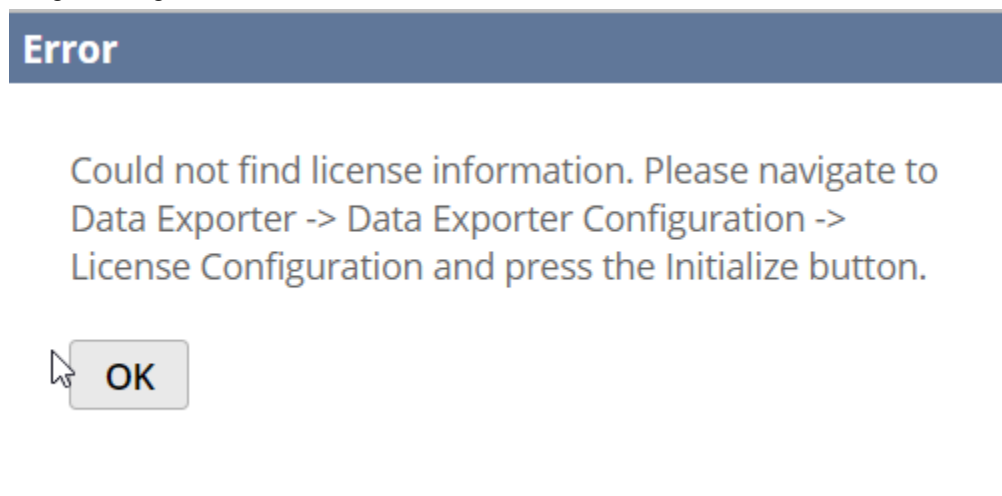 Error
Could not find license information. Please navigate to
Data Exporter -> Data Exporter Configuration ->
License Configuration and press the Initialize button.
OK